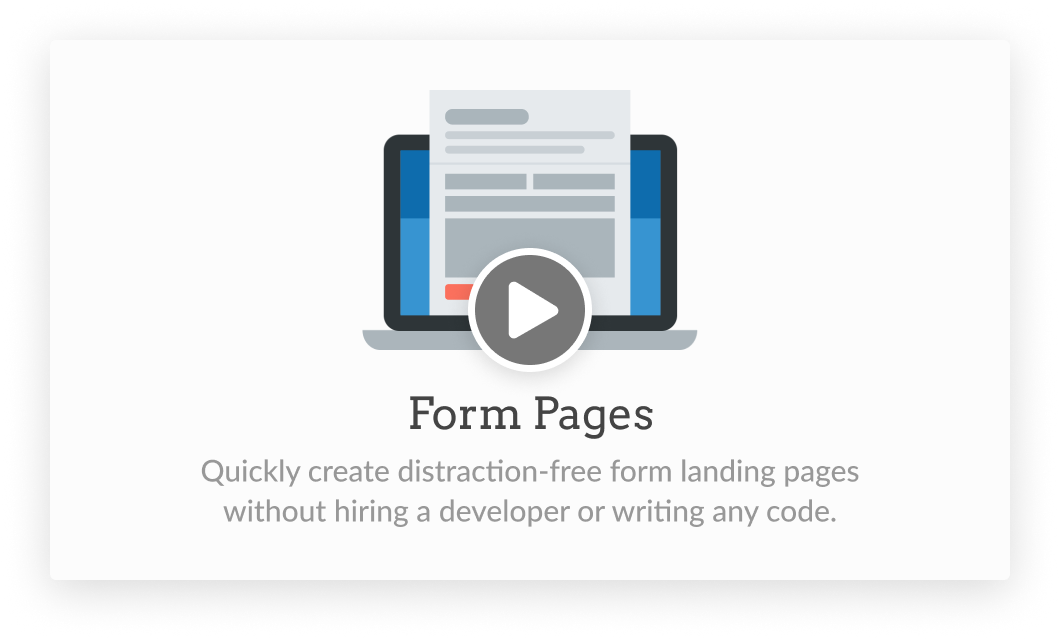 Form Pages
Quickly create distraction-free form landing pages
without hiring a developer or writing any code.